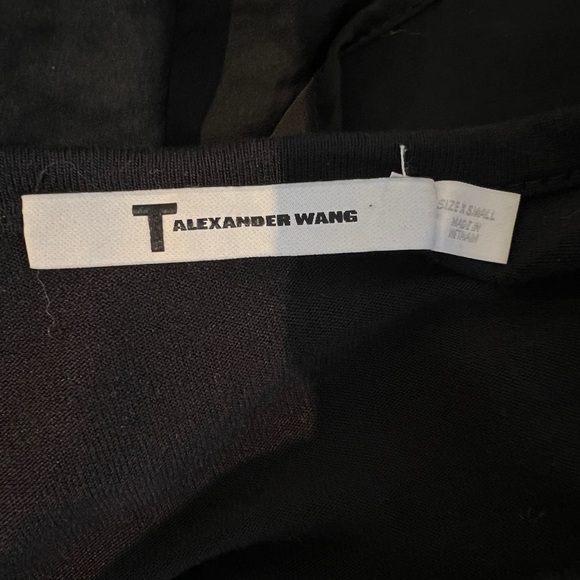 T ALEXANDER WANG
SIZE X SMALL
MADE IN
VIETNAM